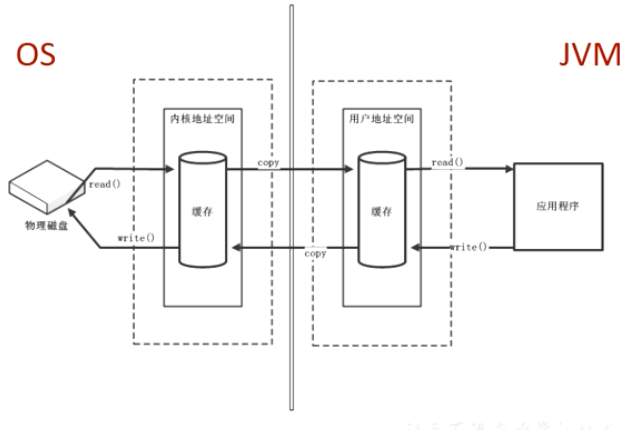 OS
JVM
内核地址空间
用户地址空间
copy
read()
read()
缓存
缓存
应用程序
物理磁盘
write()
write()
copy